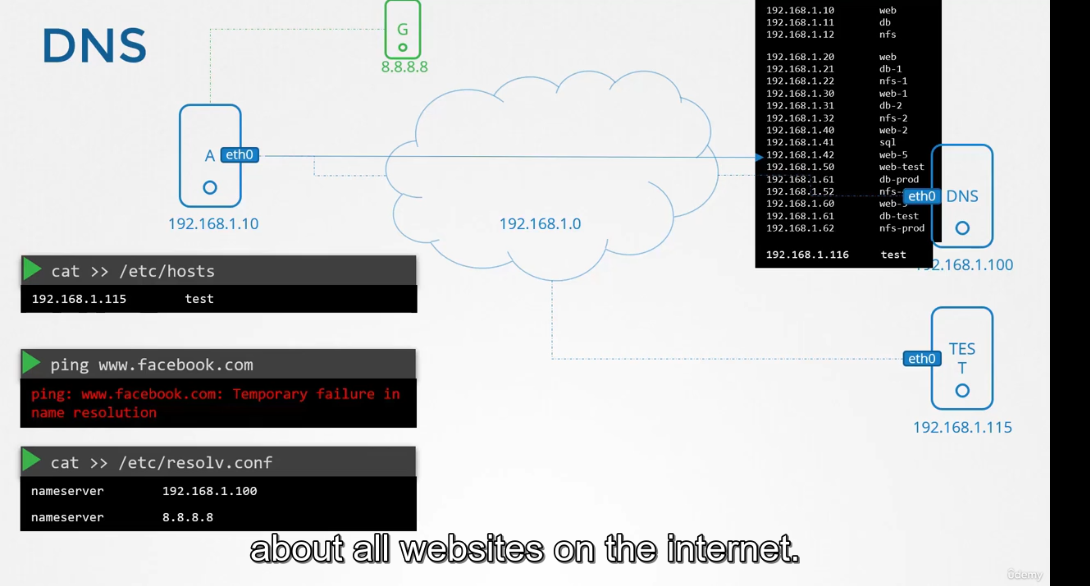 DNS
G
8.8.8.8
A eth0
192.168.1.10
192.168.1.0
192.168.1.10 web
192.168.1.11 db
192.168.1.12 nfs
192.168.1.20 web
192.168.1.21 db-1
192.168.1.22 nfs-1
192.168.1.30 web-1
192.168.1.31 db-2
192.168.1.32 nfs-2
192.168.1.40 web-2
192.168.1.41 sql
192.168.1.42 web-5
192.168.1.50 web-test
192.168.1.61 db-prod
192.168.1.52
192.168.1.60
192.168.1.61 db-test
192.168.1.62 nfs-prod
192.168.1.116 test
eth0 DNS
192.168.1.100
cat >> /etc/hosts
192.168.1.115 test
ping www.facebook.com
ping: www.facebook.com: Temporary failure in
name resolution
cat >> /etc/resolv.conf
nameserver 192.168.1.100
nameserver 8.8.8.8
eth0
TES
T
192.168.1.115
about all websites on the internet.
ûdemy